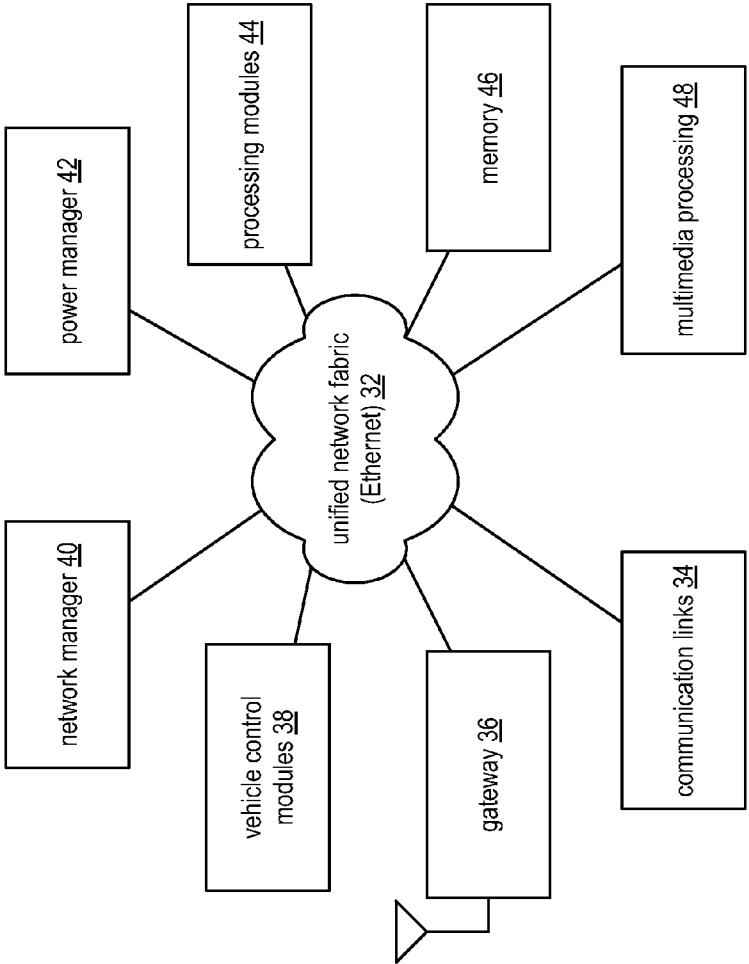 network manager 40
power manager 42
vehicle control
modules 38
processing modules 44
unified network fabric
(Ethernet) 32
gateway 36
memory 46
communication links 34
multimedia processing 48